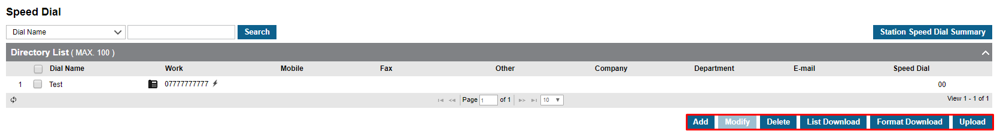 Speed Dial
Dial Name Search Station Speed Dial Summary
Directory List ( MAX. 100 )
Dial Name Work Mobile Fax Other Company Department E-mail Speed Dial
1 Test 07777777777 00
Page 1 of 1 10 View 1 - 1 of 1
Add Modify Delete List Download Format Download Upload